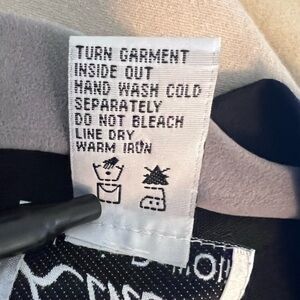 TURN GARMENT
INSIDE OUT
HAND WASH COLD
SEPARATELY
DO NOT BLEACH
LINE DRY
WARM IRON